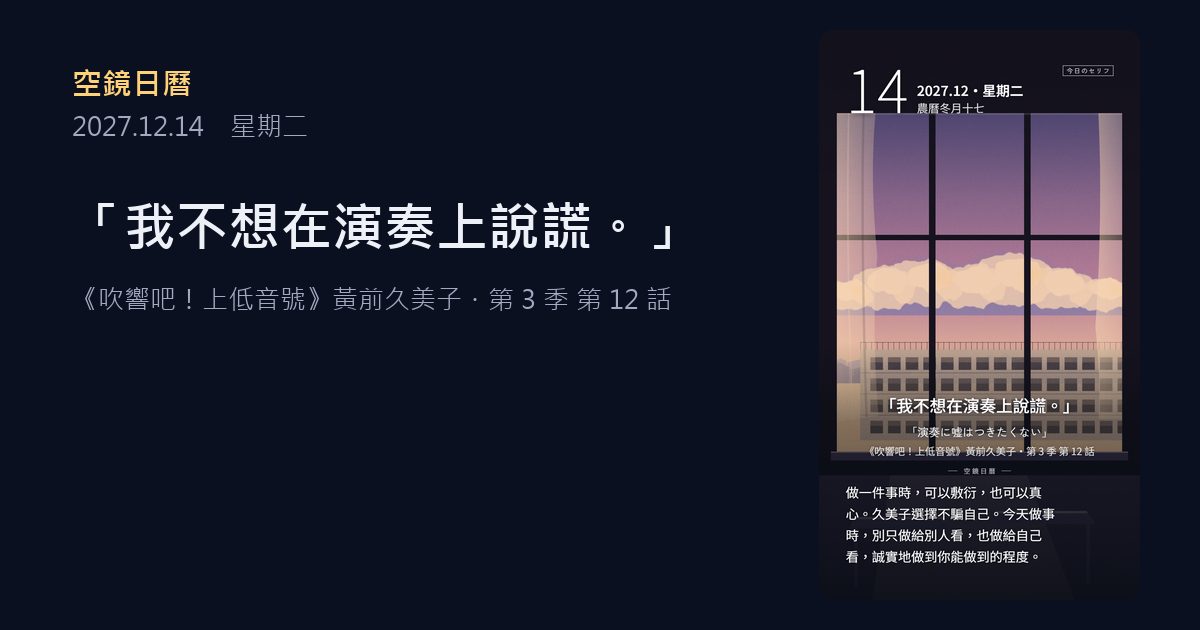 空鏡日曆
2027.12.14 星期二
「我不想在演奏上說謊。」
《吹響吧！上低音號》黃前久美子・第 3 季 第 12 話
今日のセリフ
14
2027.12・星期二
農曆冬月十七
「我不想在演奏上說謊。」
「演奏に嘘はつきたくない」
《吹響吧！上低音號》黃前久美子・第 3 季 第 12 話
— 空鏡日曆 —
做一件事時，可以敷衍，也可以真
心。久美子選擇不騙自己。今天做事
時，別只做給別人看，也做給自己
看，誠實地做到你能做到的程度。